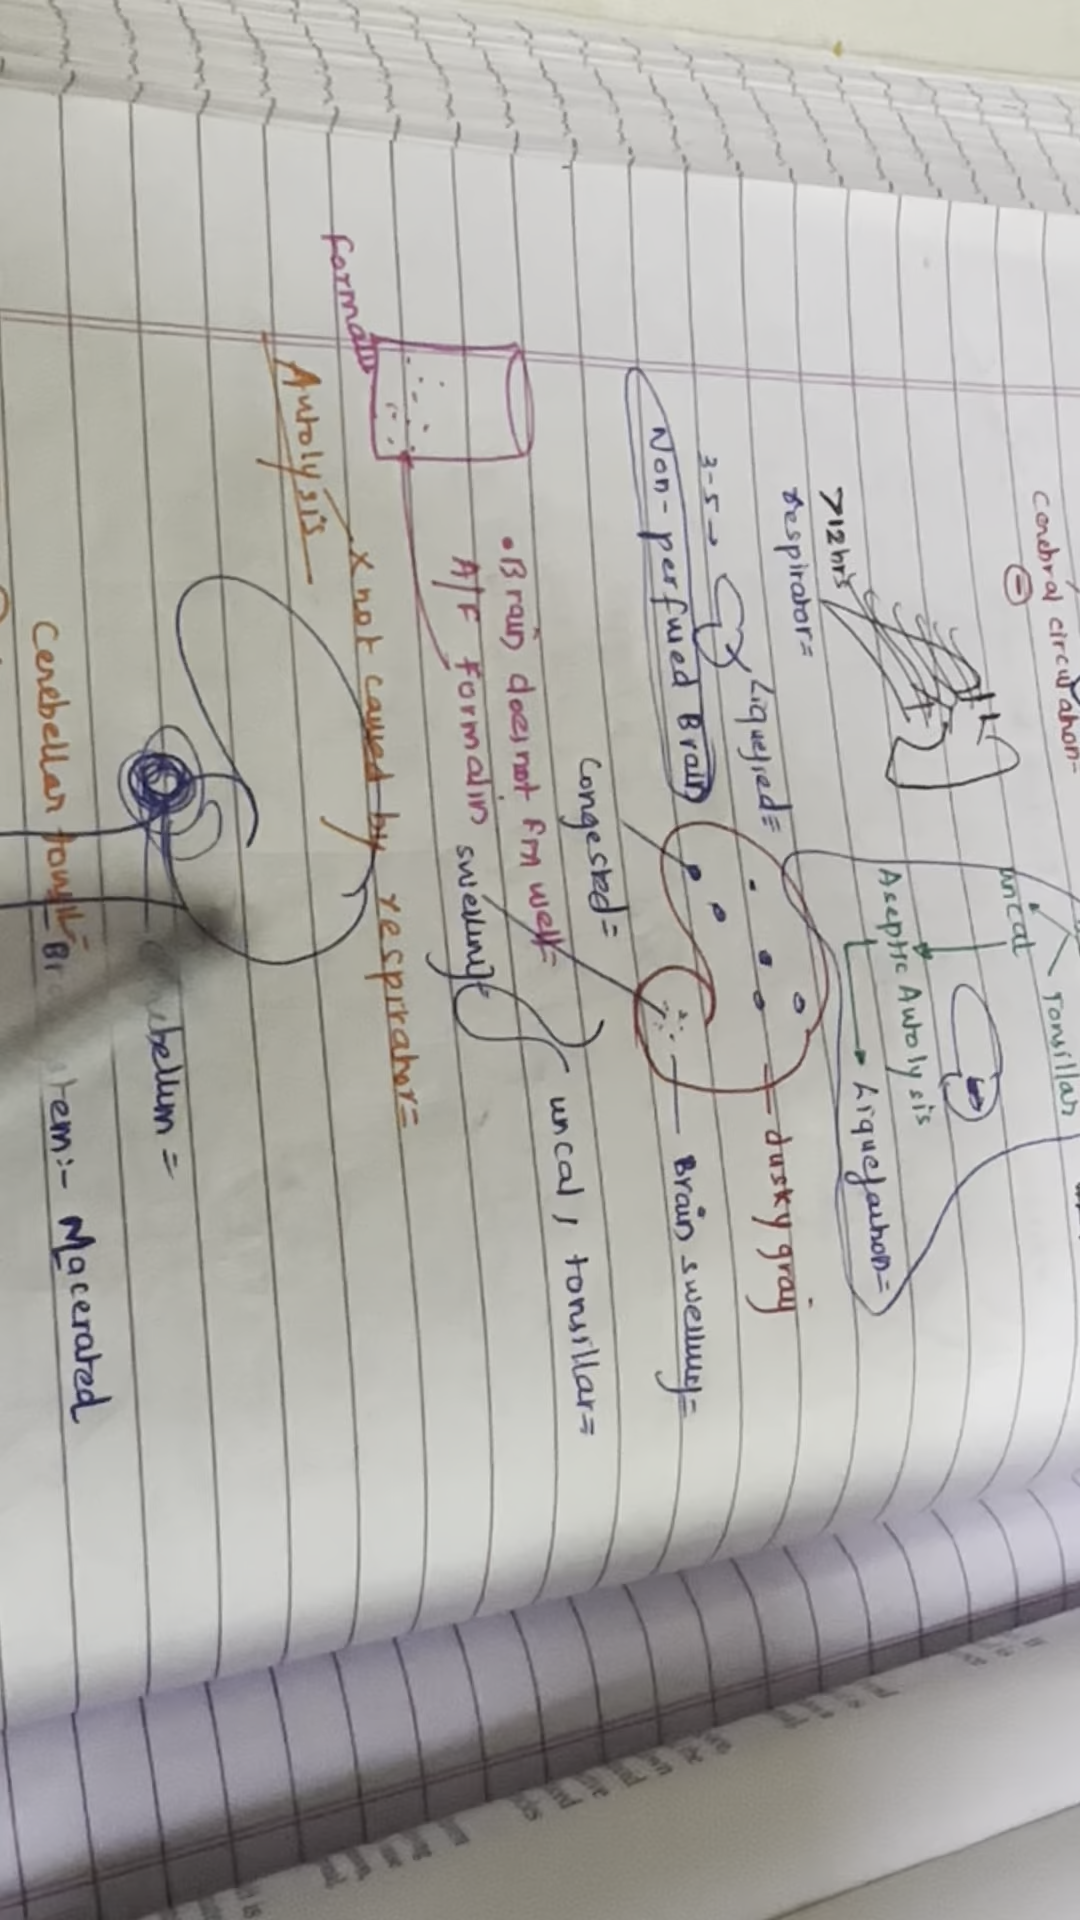 Cerebral circulation-
⊖
uncal
Tonsillar
Aseptic Autolysis
→ Liquefaction=
>12hrs
respirator=
3-5→
Liquefied=
Non-perfused Brain
dusky gray
Congested=
Brain swelling=
uncal, tonsillar=
• Brain does not fix well=
A/F formalin
swelling
Formalin
x not caused by respirator=
Autolysis
bellum=
Cerebellar tonsil=
Macerated